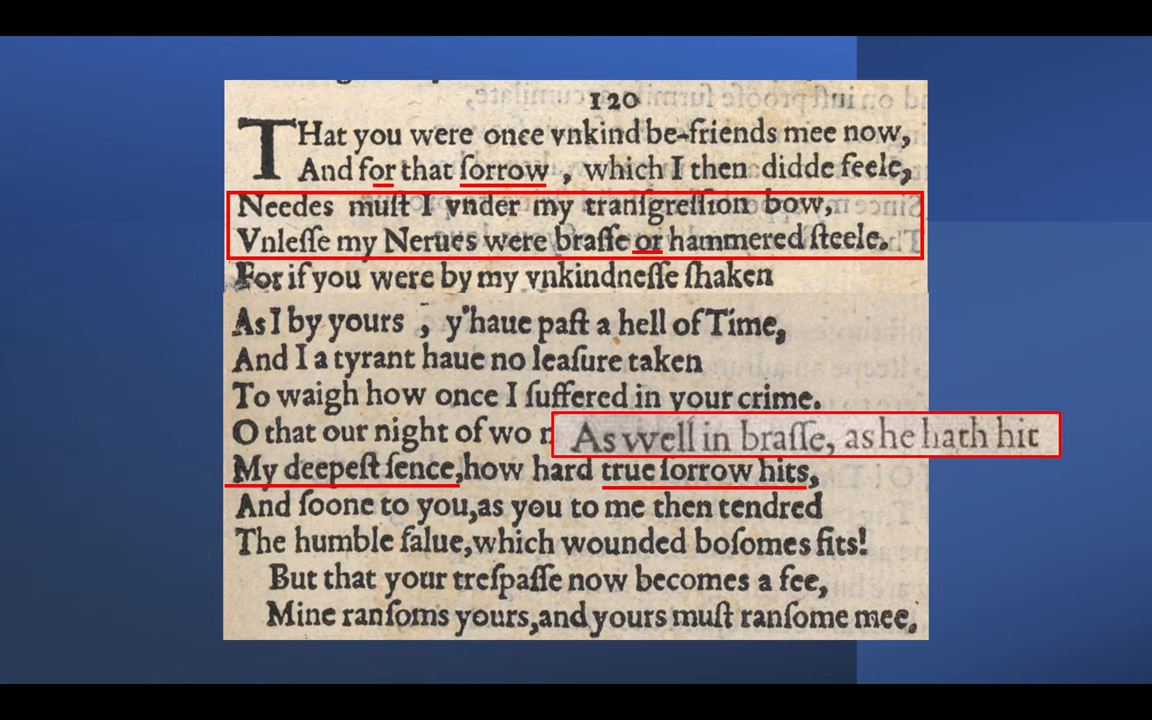 120
THat you were once vnkind be-friends mee now,
And for that ſorrow , which I then didde feele,
Needes muſt I vnder my tranſgreſſion bow,
Vnleſſe my Nerues were braſſe or hammered ſteele.
For if you were by my vnkindneſſe ſhaken
As I by yours , y'haue paſt a hell of Time,
And I a tyrant haue no leaſure taken
To waigh how once I ſuffered in your crime.
O that our night of wo
As well in braſſe, as he hath hit
My deepeſt ſence,how hard true ſorrow hits,
And ſoone to you,as you to me then tendred
The humble ſalue,which wounded boſomes fits!
But that your treſpaſſe now becomes a fee,
Mine ranſoms yours,and yours muſt ranſome mee.